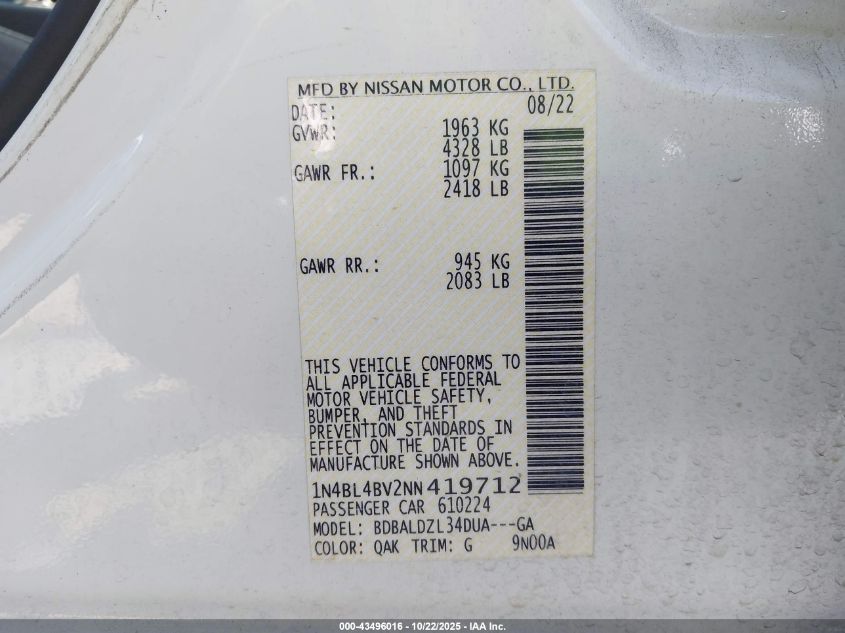 MFD BY NISSAN MOTOR CO., LTD.
DATE: 08/22
GVWR: 1963 KG
4328 LB
GAWR FR.: 1097 KG
2418 LB
GAWR RR.: 945 KG
2083 LB
THIS VEHICLE CONFORMS TO
ALL APPLICABLE FEDERAL
MOTOR VEHICLE SAFETY,
BUMPER, AND THEFT
PREVENTION STANDARDS IN
EFFECT ON THE DATE OF
MANUFACTURE SHOWN ABOVE.
1N4BL4BV2NN419712
PASSENGER CAR 610224
MODEL: BDBALDZL34DUA---GA
COLOR: QAK TRIM: G 9N00A
000-43496016 - 10/22/2025 - IAA Inc.